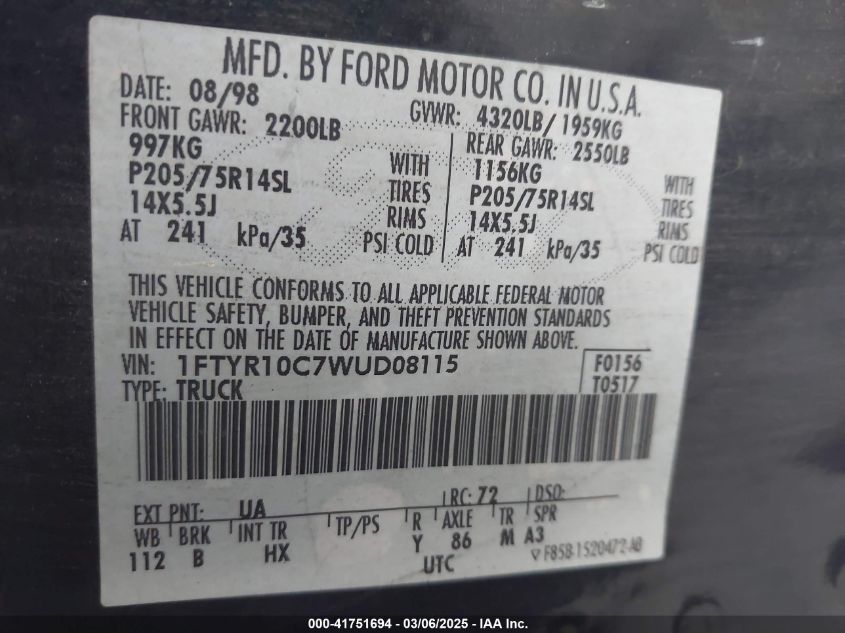 MFD. BY FORD MOTOR CO. IN U.S.A.
DATE: 08/98 GVWR: 4320LB/1959KG
FRONT GAWR: 2200LB REAR GAWR: 2550LB
997KG WITH 1156KG WITH
P205/75R14SL TIRES P205/75R14SL TIRES
14X5.5J RIMS 14X5.5J RIMS
AT 241 kPa/35 PSI COLD AT 241 kPa/35 PSI COLD
THIS VEHICLE CONFORMS TO ALL APPLICABLE FEDERAL MOTOR
VEHICLE SAFETY, BUMPER, AND THEFT PREVENTION STANDARDS
IN EFFECT ON THE DATE OF MANUFACTURE SHOWN ABOVE.
VIN: 1FTYR10C7WUD08115 F0156
TYPE: TRUCK T0517
EXT PNT: UA RC: 72 DSO:
WB BRK INT TR TP/PS R AXLE TR SPR
112 B HX Y 86 M A3
UTC F85B-1520472-AB
000-41751694 - 03/06/2025 - IAA Inc.